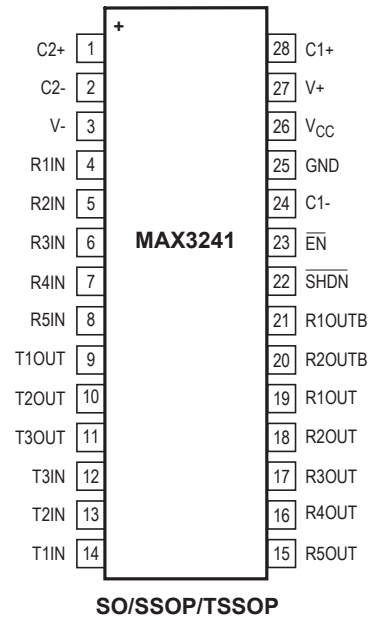 +
C2+ 1 28 C1+
C2- 2 27 V+
V- 3 26 VCC
R1IN 4 25 GND
R2IN 5 24 C1-
R3IN 6 MAX3241 23 E̅N̅
R4IN 7 22 S̅H̅D̅N̅
R5IN 8 21 R1OUTB
T1OUT 9 20 R2OUTB
T2OUT 10 19 R1OUT
T3OUT 11 18 R2OUT
T3IN 12 17 R3OUT
T2IN 13 16 R4OUT
T1IN 14 15 R5OUT
SO/SSOP/TSSOP